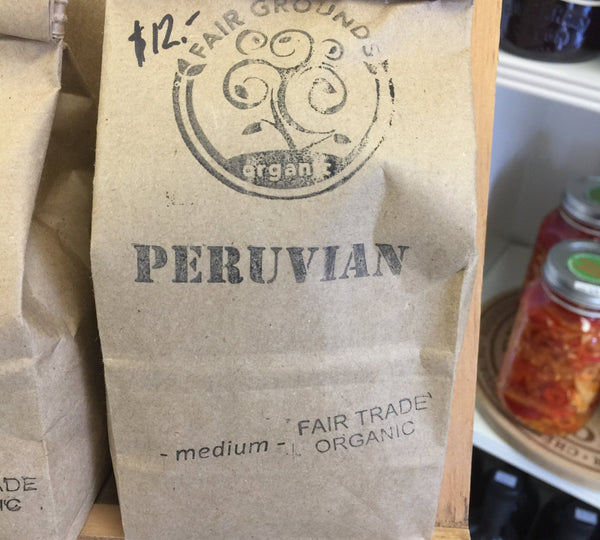 $12.-
FAIR GROUNDS
organic
PERUVIAN
- medium -
FAIR TRADE
ORGANIC
ADE
IC